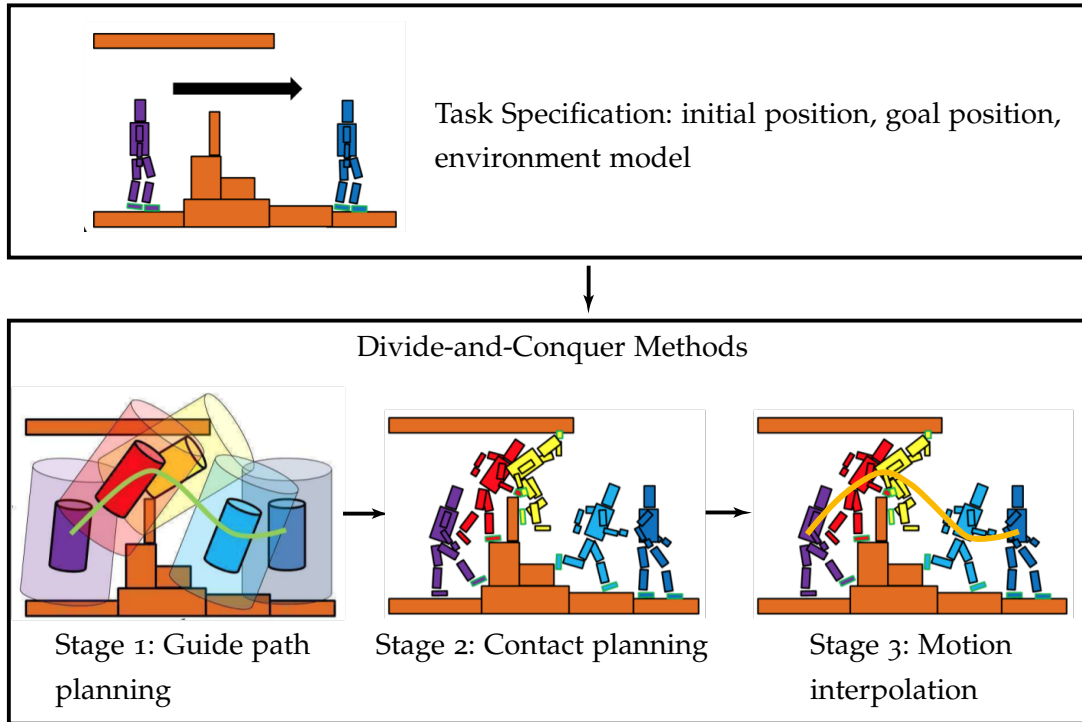 Task Specification: initial position, goal position,
environment model
Divide-and-Conquer Methods
Stage 1: Guide path
planning
Stage 2: Contact planning
Stage 3: Motion
interpolation